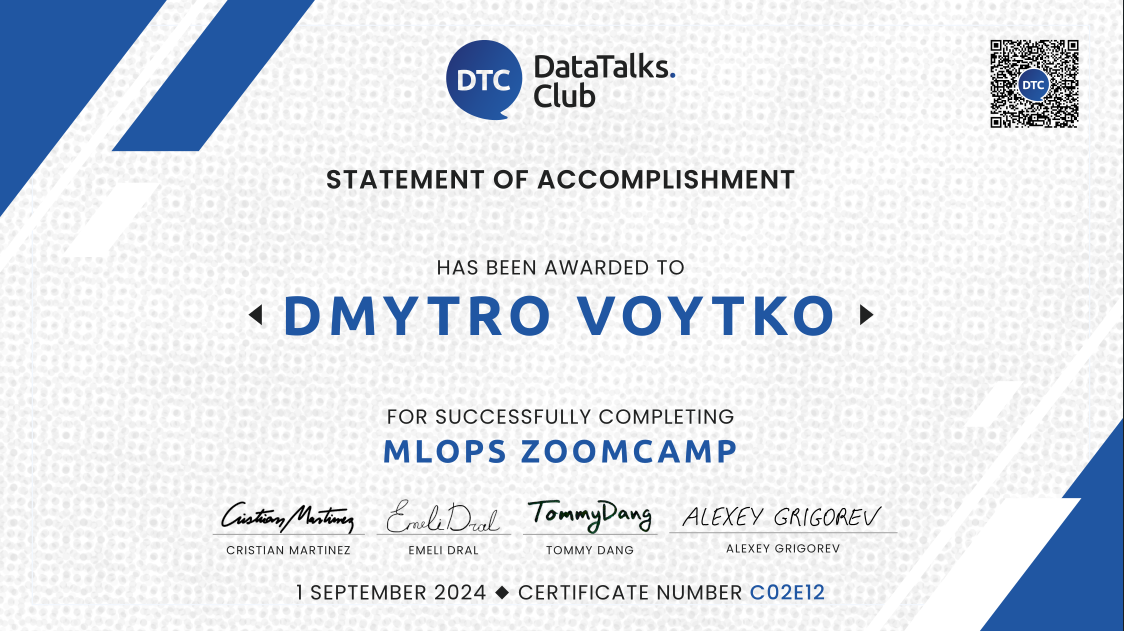 DTC DataTalks.
Club
DTC
STATEMENT OF ACCOMPLISHMENT
HAS BEEN AWARDED TO
DMYTRO VOYTKO
FOR SUCCESSFULLY COMPLETING
MLOPS ZOOMCAMP
Cristian Martinez Emeli Dral TommyDang ALEXEY GRIGOREV
CRISTIAN MARTINEZ EMELI DRAL TOMMY DANG ALEXEY GRIGOREV
1 SEPTEMBER 2024 ◆ CERTIFICATE NUMBER C02E12